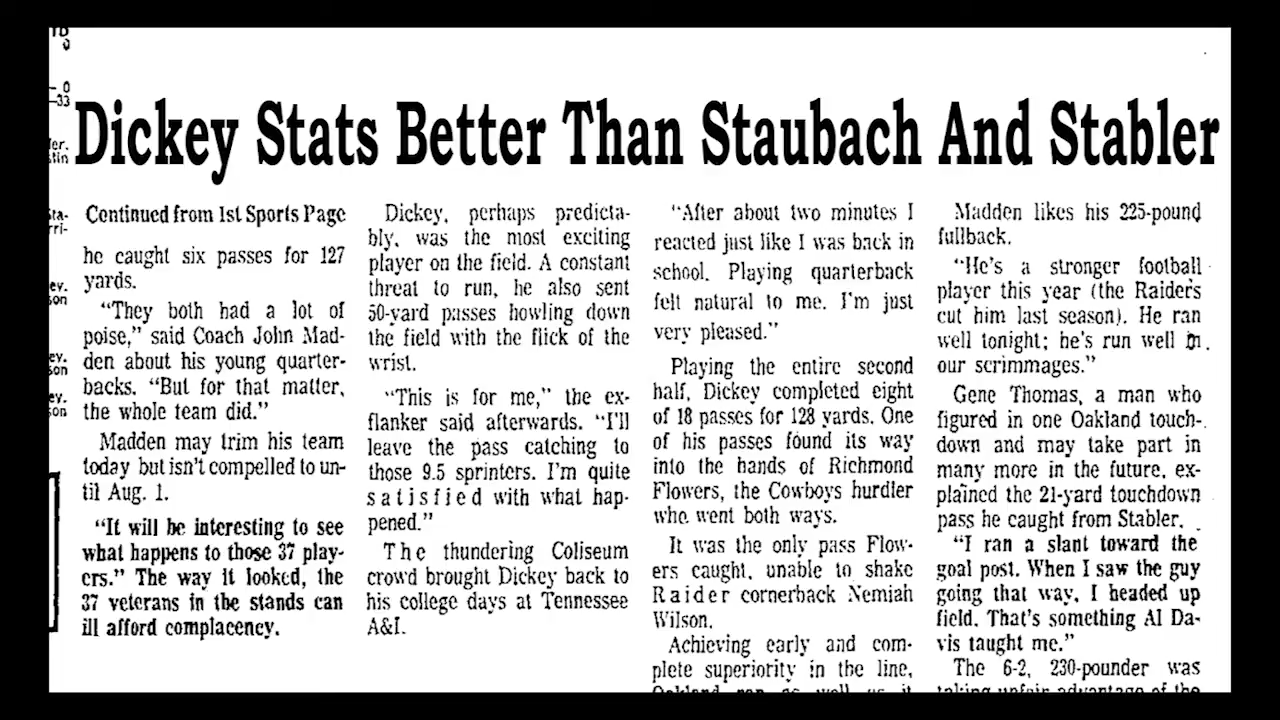 Dickey Stats Better Than Staubach And Stabler
Continued from 1st Sports Page
he caught six passes for 127
yards.
"They both had a lot of
poise," said Coach John Mad-
den about his young quarter-
backs. "But for that matter,
the whole team did."
Madden may trim his team
today but isn't compelled to un-
til Aug. 1.
"It will be interesting to see
what happens to those 37 play-
ers." The way it looked, the
37 veterans in the stands can
ill afford complacency.
Dickey, perhaps predicta-
bly, was the most exciting
player on the field. A constant
threat to run, he also sent
50-yard passes howling down
the field with the flick of the
wrist.
"This is for me," the ex-
flanker said afterwards. "I'll
leave the pass catching to
those 9.5 sprinters. I'm quite
satisfied with what hap-
pened."
The thundering Coliseum
crowd brought Dickey back to
his college days at Tennessee
A&I.
"After about two minutes I
reacted just like I was back in
school. Playing quarterback
felt natural to me. I'm just
very pleased."
Playing the entire second
half, Dickey completed eight
of 18 passes for 128 yards. One
of his passes found its way
into the hands of Richmond
Flowers, the Cowboys hurdler
who went both ways.
It was the only pass Flow-
ers caught, unable to shake
Raider cornerback Nemiah
Wilson.
Achieving early and com-
plete superiority in the line,
Oakland ran as well as it
Madden likes his 225-pound
fullback.
"He's a stronger football
player this year (the Raiders
cut him last season). He ran
well tonight; he's run well in
our scrimmages."
Gene Thomas, a man who
figured in one Oakland touch-
down and may take part in
many more in the future, ex-
plained the 21-yard touchdown
pass he caught from Stabler.
"I ran a slant toward the
goal post. When I saw the guy
going that way, I headed up
field. That's something Al Da-
vis taught me."
The 6-2, 230-pounder was
taking unfair advantage of the